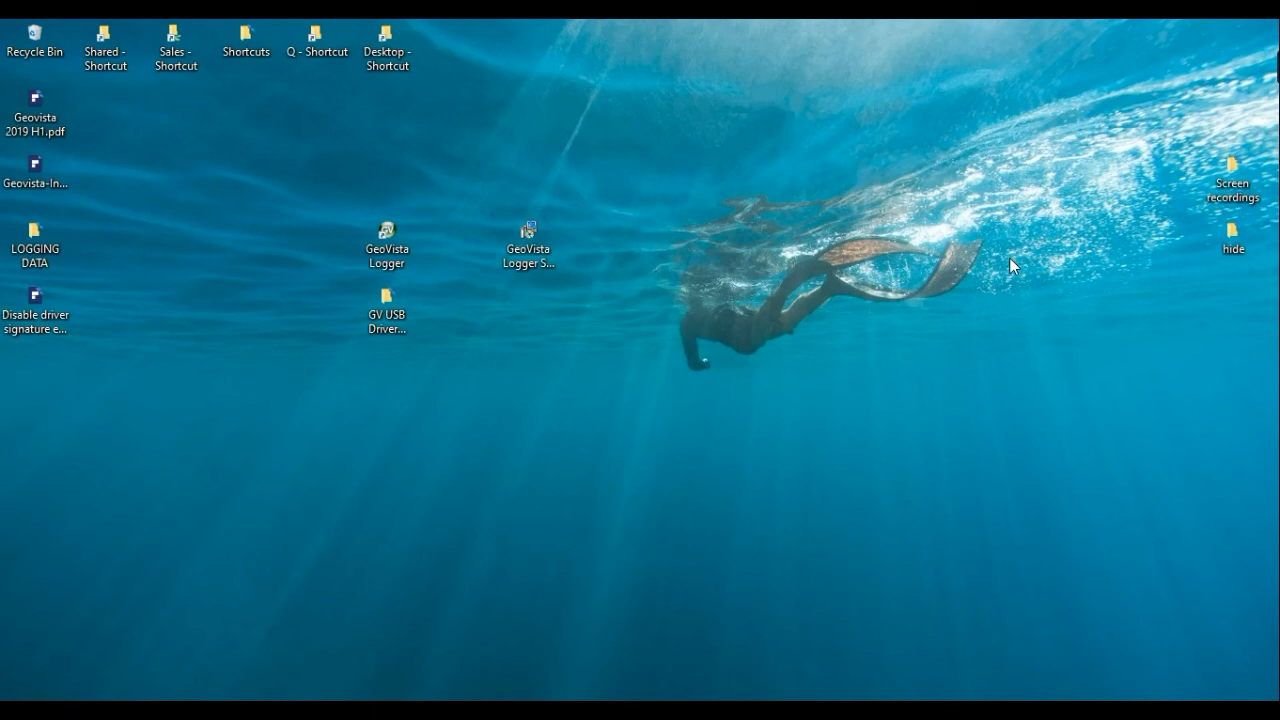 Recycle Bin
Shared -
Shortcut
Sales -
Shortcut
Shortcuts
Q - Shortcut
Desktop -
Shortcut
Geovista
2019 H1.pdf
Geovista-In...
Screen
recordings
LOGGING
DATA
GeoVista
Logger
GeoVista
Logger S...
hide
Disable driver
signature e...
GV USB
Driver...